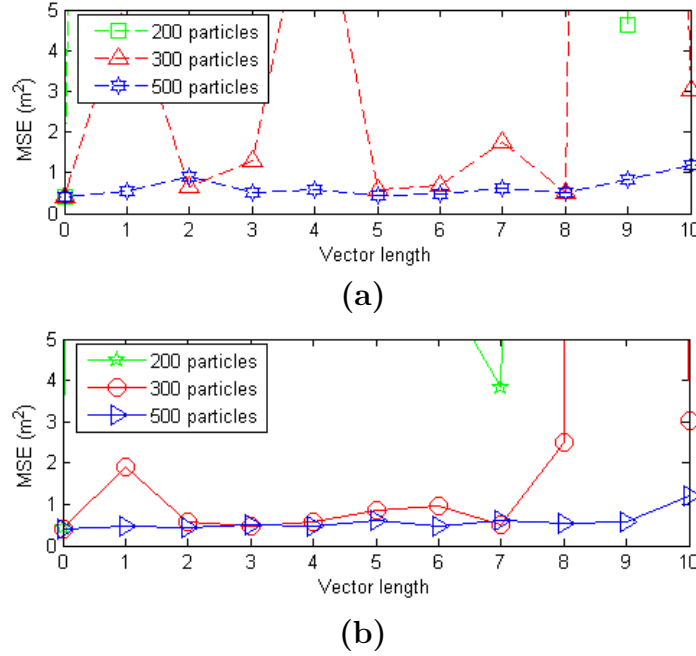 5
4
3
2
1
0
MSE (m²)
200 particles
300 particles
500 particles
0 1 2 3 4 5 6 7 8 9 10
Vector length
(a)
5
4
3
2
1
0
MSE (m²)
200 particles
300 particles
500 particles
0 1 2 3 4 5 6 7 8 9 10
Vector length
(b)